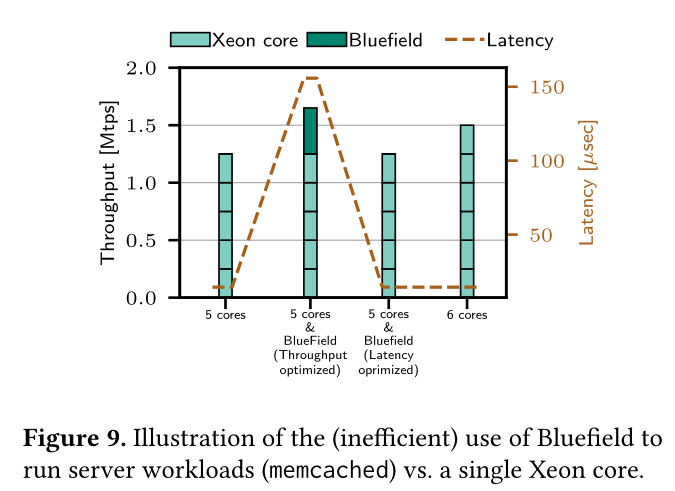 Xeon core Bluefield Latency
2.0
1.5
1.0
0.5
0.0
Throughput [Mtps]
150
100
50
Latency [μsec]
5 cores
5 cores
&
BlueField
(Throughput
optimized)
5 cores
&
Bluefield
(Latency
oprimized)
6 cores
Figure 9. Illustration of the (inefficient) use of Bluefield to
run server workloads (memcached) vs. a single Xeon core.